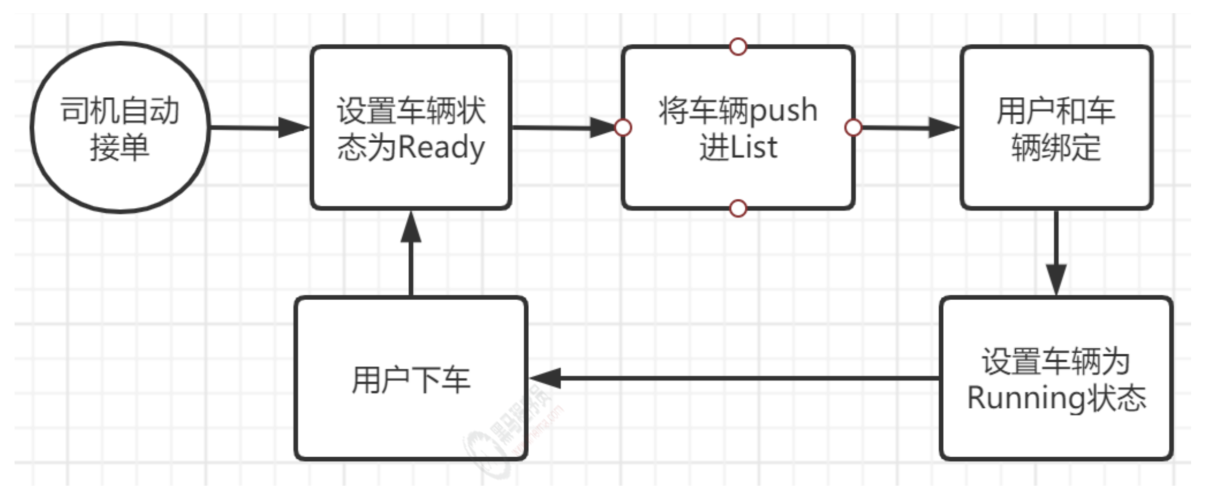 司机自动
接单
设置车辆状
态为Ready
将车辆push
进List
用户和车
辆绑定
用户下车
设置车辆为
Running状态